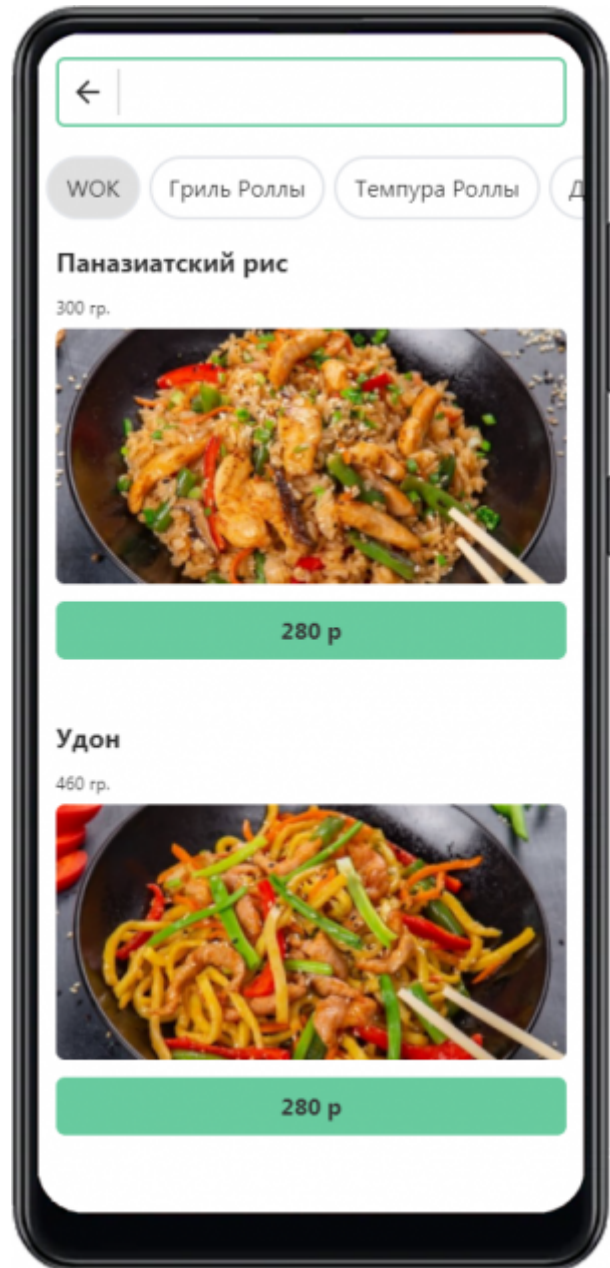 WOK Гриль Роллы Темпура Роллы Д
Паназиатский рис
300 гр.
280 р
Удон
460 гр.
280 р